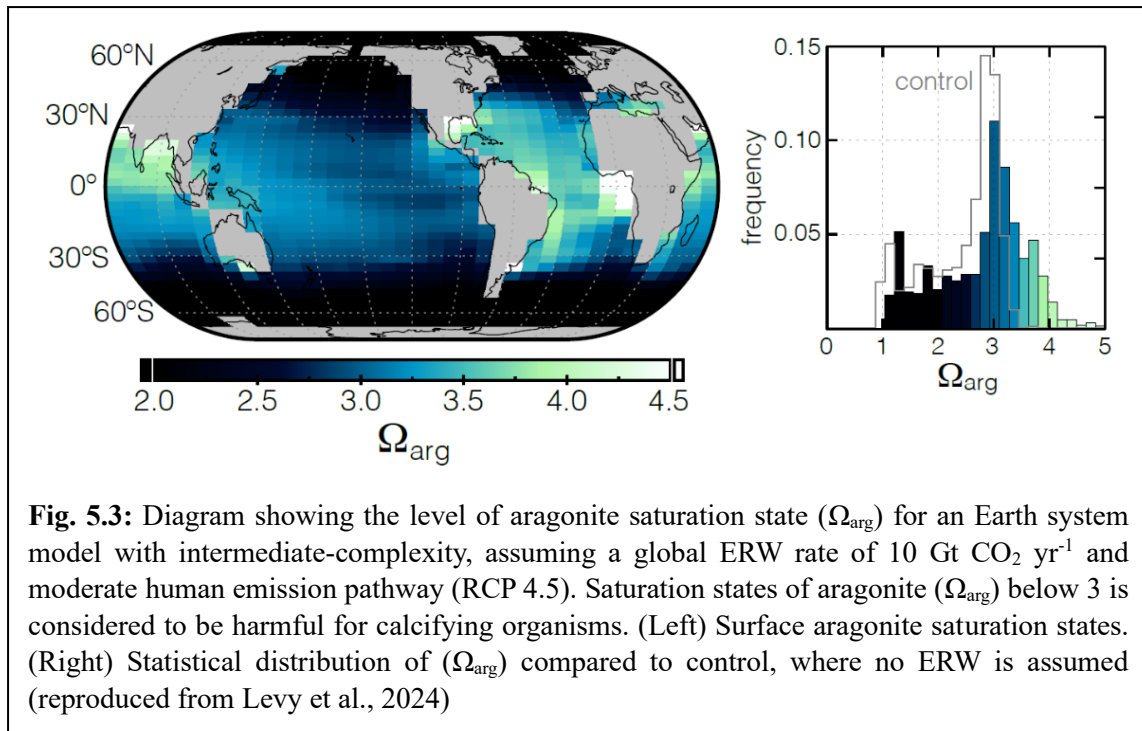 60°N
30°N
0°
30°S
60°S
2.0 2.5 3.0 3.5 4.0 4.5
Ωarg
0.15
0.10
0.05
frequency
control
0 1 2 3 4 5
Ωarg
Fig. 5.3: Diagram showing the level of aragonite saturation state (Ωarg) for an Earth system
model with intermediate-complexity, assuming a global ERW rate of 10 Gt CO2 yr-1 and
moderate human emission pathway (RCP 4.5). Saturation states of aragonite (Ωarg) below 3 is
considered to be harmful for calcifying organisms. (Left) Surface aragonite saturation states.
(Right) Statistical distribution of (Ωarg) compared to control, where no ERW is assumed
(reproduced from Levy et al., 2024)